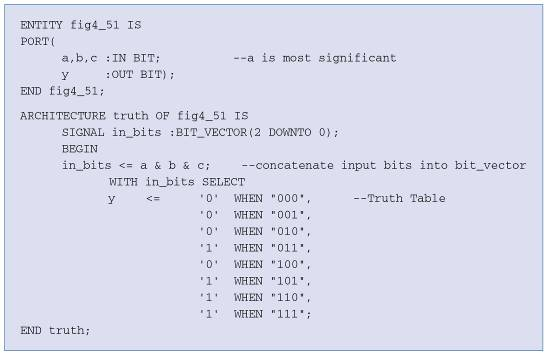 ENTITY fig4_51 IS
PORT(
a,b,c :IN BIT; --a is most significant
y :OUT BIT);
END fig4_51;
ARCHITECTURE truth OF fig4_51 IS
SIGNAL in_bits :BIT_VECTOR(2 DOWNTO 0);
BEGIN
in_bits <= a & b & c; --concatenate input bits into bit_vector
WITH in_bits SELECT
y <= '0' WHEN "000", --Truth Table
'0' WHEN "001",
'0' WHEN "010",
'1' WHEN "011",
'0' WHEN "100",
'1' WHEN "101",
'1' WHEN "110",
'1' WHEN "111";
END truth;